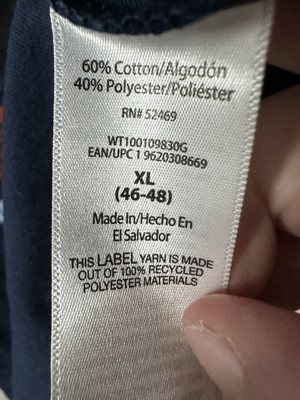 60% Cotton/Algodón
40% Polyester/Poliéster
RN# 52469
WT100109830G
EAN/UPC 1 9620308669
XL
(46-48)
Made In/Hecho En
El Salvador
THIS LABEL YARN IS MADE
OUT OF 100% RECYCLED
POLYESTER MATERIALS